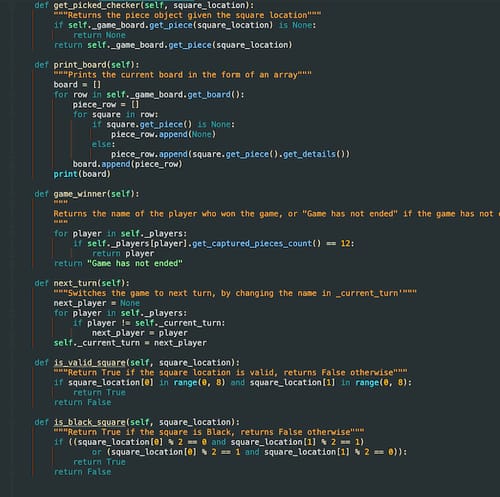 def get_picked_checker(self, square_location):
"""Returns the piece object given the square location"""
if self._game_board.get_piece(square_location) is None:
return None
return self._game_board.get_piece(square_location)
def print_board(self):
"""Prints the current board in the form of an array"""
board = []
for row in self._game_board.get_board():
piece_row = []
for square in row:
if square.get_piece() is None:
piece_row.append(None)
else:
piece_row.append(square.get_piece().get_details())
board.append(piece_row)
print(board)
def game_winner(self):
"""
Returns the name of the player who won the game, or "Game has not ended" if the game has not
"""
for player in self._players:
if self._players[player].get_captured_pieces_count() == 12:
return player
return "Game has not ended"
def next_turn(self):
"""Switches the game to next turn, by changing the name in _current_turn'"""
next_player = None
for player in self._players:
if player != self._current_turn:
next_player = player
self._current_turn = next_player
def is_valid_square(self, square_location):
"""Return True if the square location is valid, returns False otherwise"""
if square_location[0] in range(0, 8) and square_location[1] in range(0, 8):
return True
return False
def is_black_square(self, square_location):
"""Return True if the square is Black, returns False otherwise"""
if ((square_location[0] % 2 == 0 and square_location[1] % 2 == 1)
or (square_location[0] % 2 == 1 and square_location[1] % 2 == 0)):
return True
return False